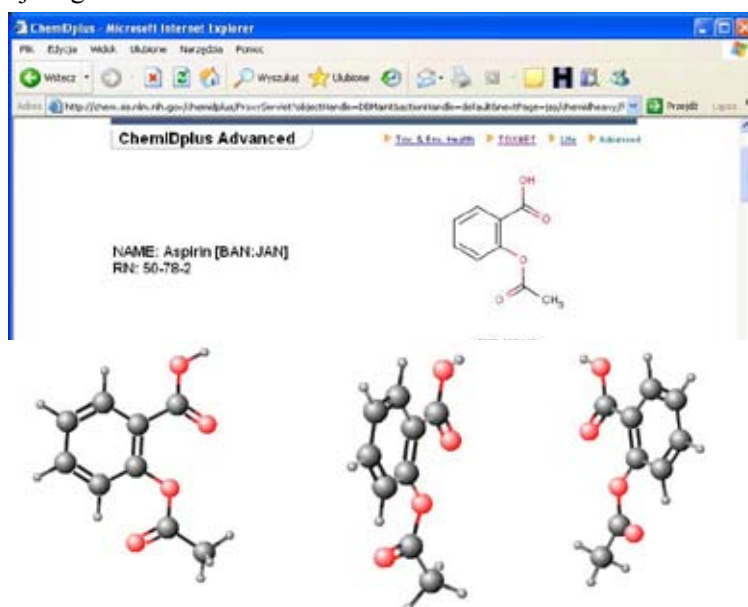 ChemIDplus - Microsoft Internet Explorer
Plik Edycja Widok Ulubione Narzędzia Pomoc
Wstecz Wyszukaj Ulubione
Adres Przejdź
ChemIDplus Advanced
Tox. & Env. Health TOXNET Lite Advanced
OH
O
NAME: Aspirin [BAN:JAN]
RN: 50-78-2
O
O CH3